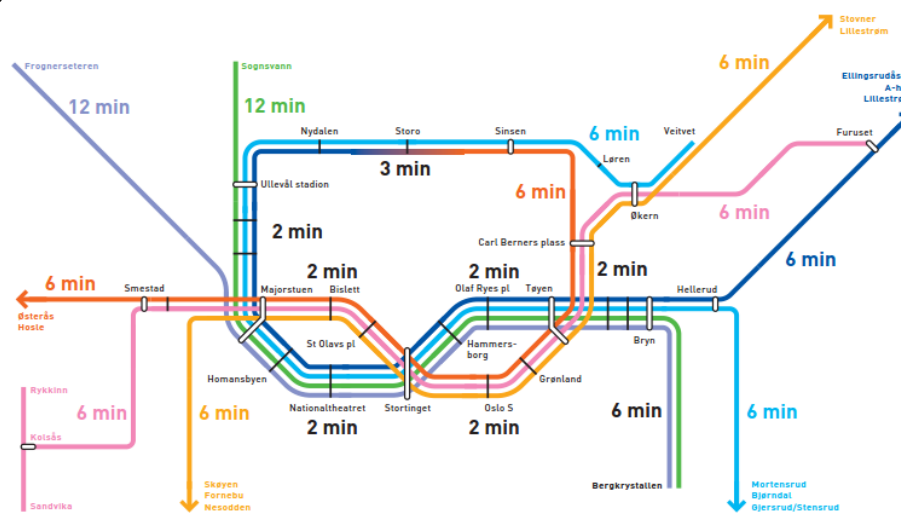 Stovner
Lillestrøm
6 min
Frognerseteren
Sognsvann
Ellingsrudås
A-h
Lillestrø
12 min
12 min
Nydalen
Storo
Sinsen
6 min
Veitvet
Furuset
Løren
3 min
Ullevål stadion
6 min
6 min
Økern
2 min
Carl Berners plass
6 min
2 min
2 min
2 min
6 min
Smestad
Majorstuen
Bislett
Olaf Ryes pl
Tøyen
Hellerud
Østerås
Hosle
St Olavs pl
Hammers-
borg
Bryn
Homansbyen
Grønland
Rykkinn
6 min
6 min
Nationaltheatret
Stortinget
Oslo S
6 min
6 min
2 min
2 min
Kolsås
Skøyen
Fornebu
Nesodden
Bergkrystallen
Mortensrud
Bjørndal
Gjersrud/Stensrud
Sandvika